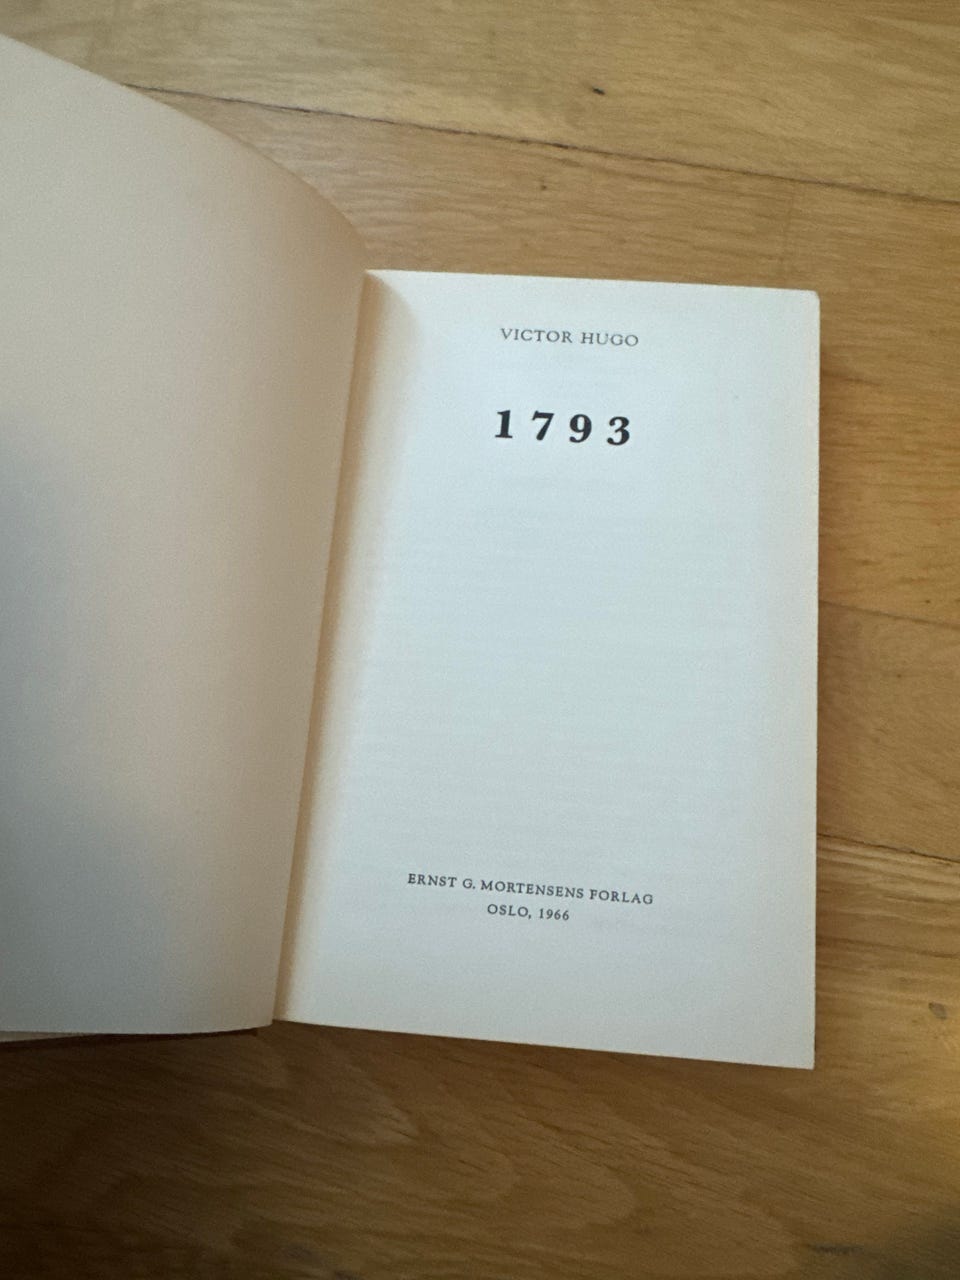 VICTOR HUGO
1793
ERNST G. MORTENSENS FORLAG
OSLO, 1966